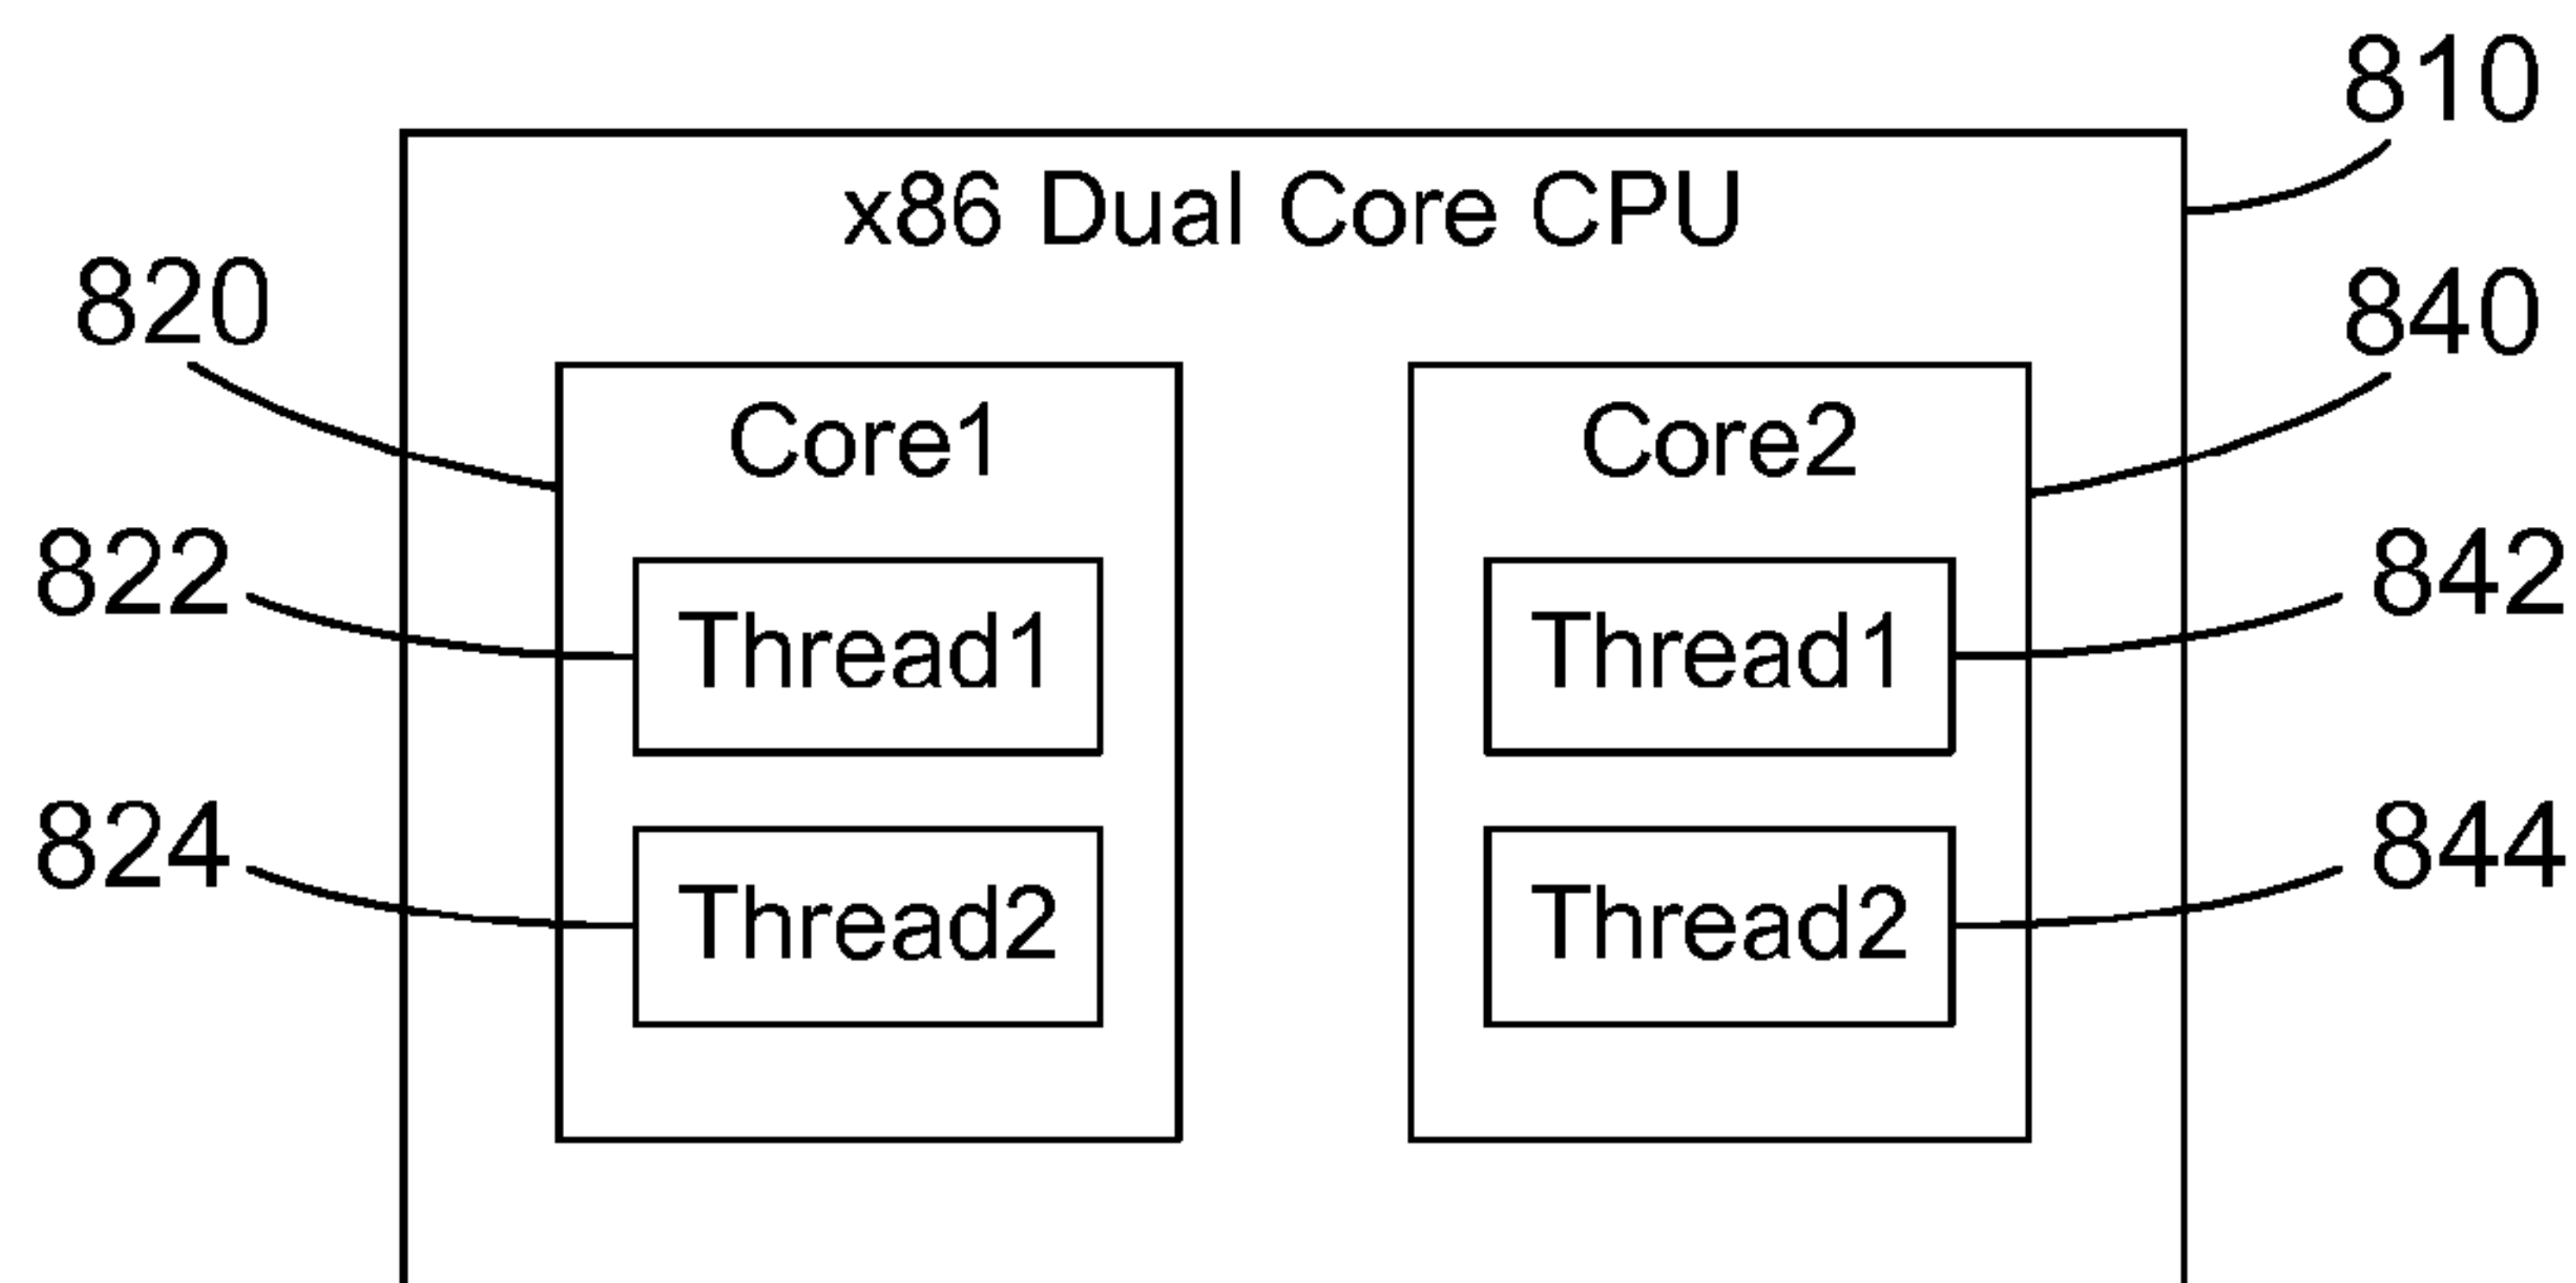 810
x86 Dual Core CPU
820
840
Core1
Core2
822
Thread1
Thread1
842
824
Thread2
Thread2
844